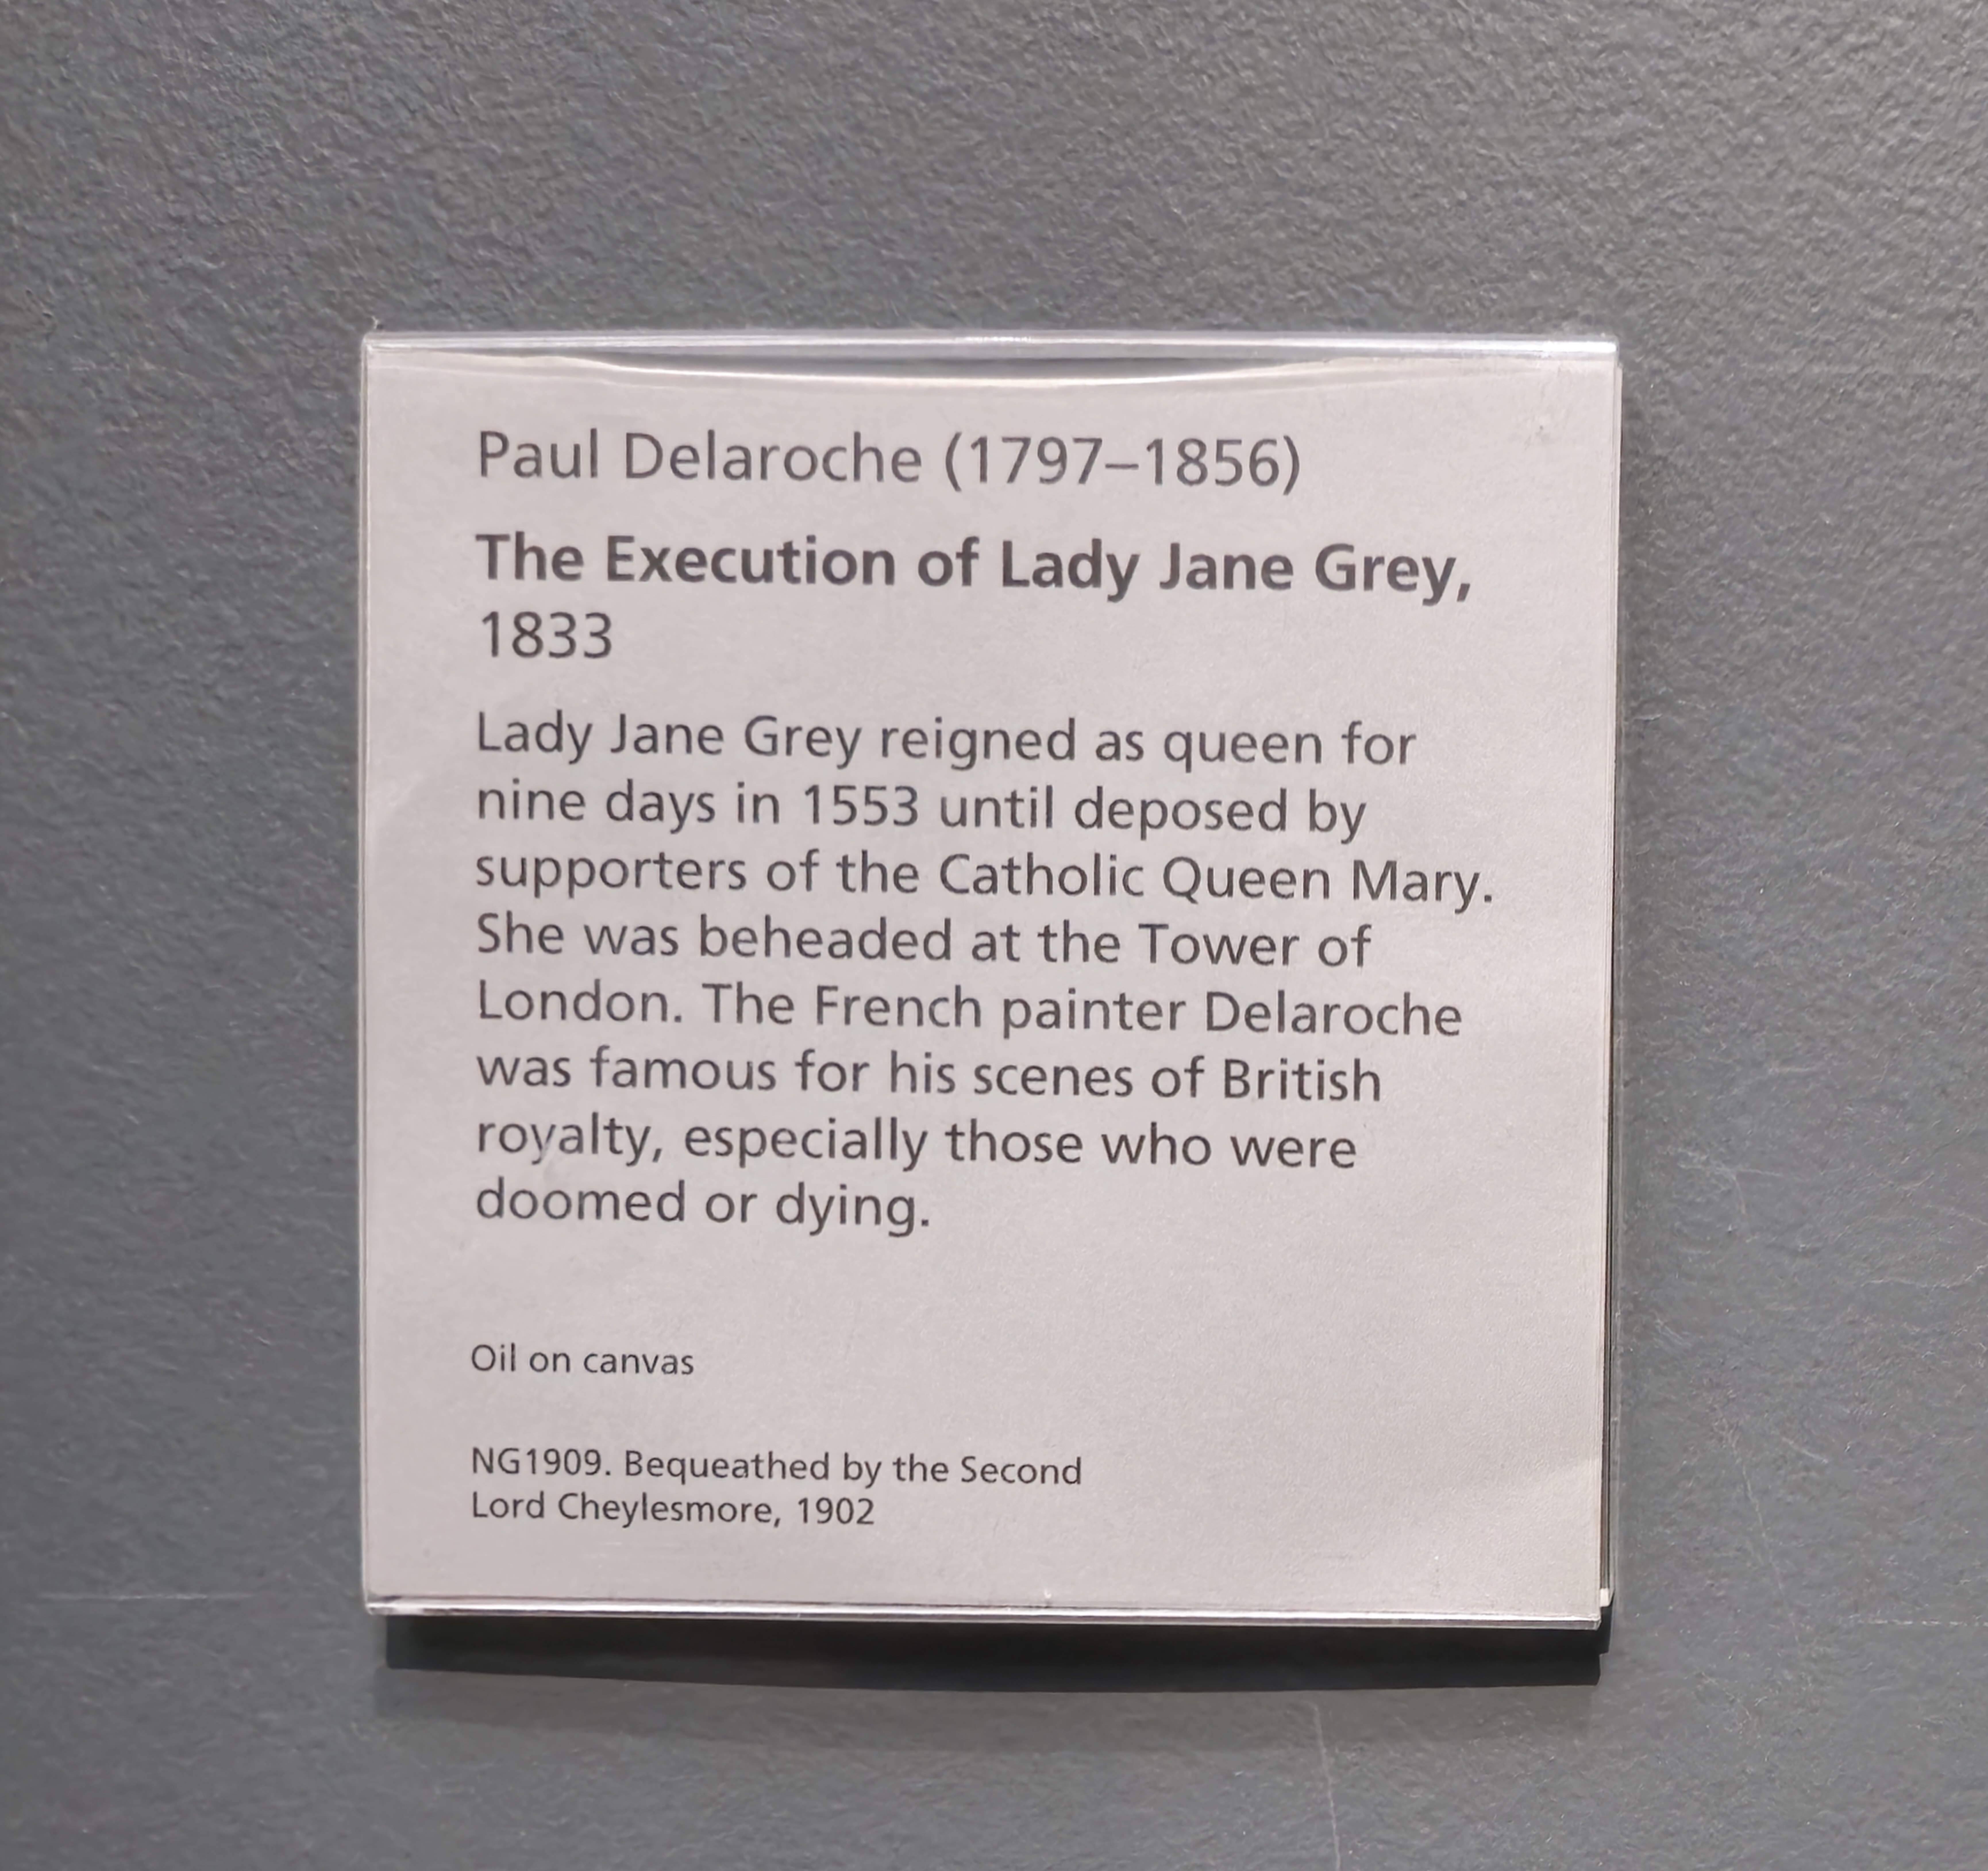 Paul Delaroche (1797–1856)
The Execution of Lady Jane Grey,
1833
Lady Jane Grey reigned as queen for
nine days in 1553 until deposed by
supporters of the Catholic Queen Mary.
She was beheaded at the Tower of
London. The French painter Delaroche
was famous for his scenes of British
royalty, especially those who were
doomed or dying.
Oil on canvas
NG1909. Bequeathed by the Second
Lord Cheylesmore, 1902